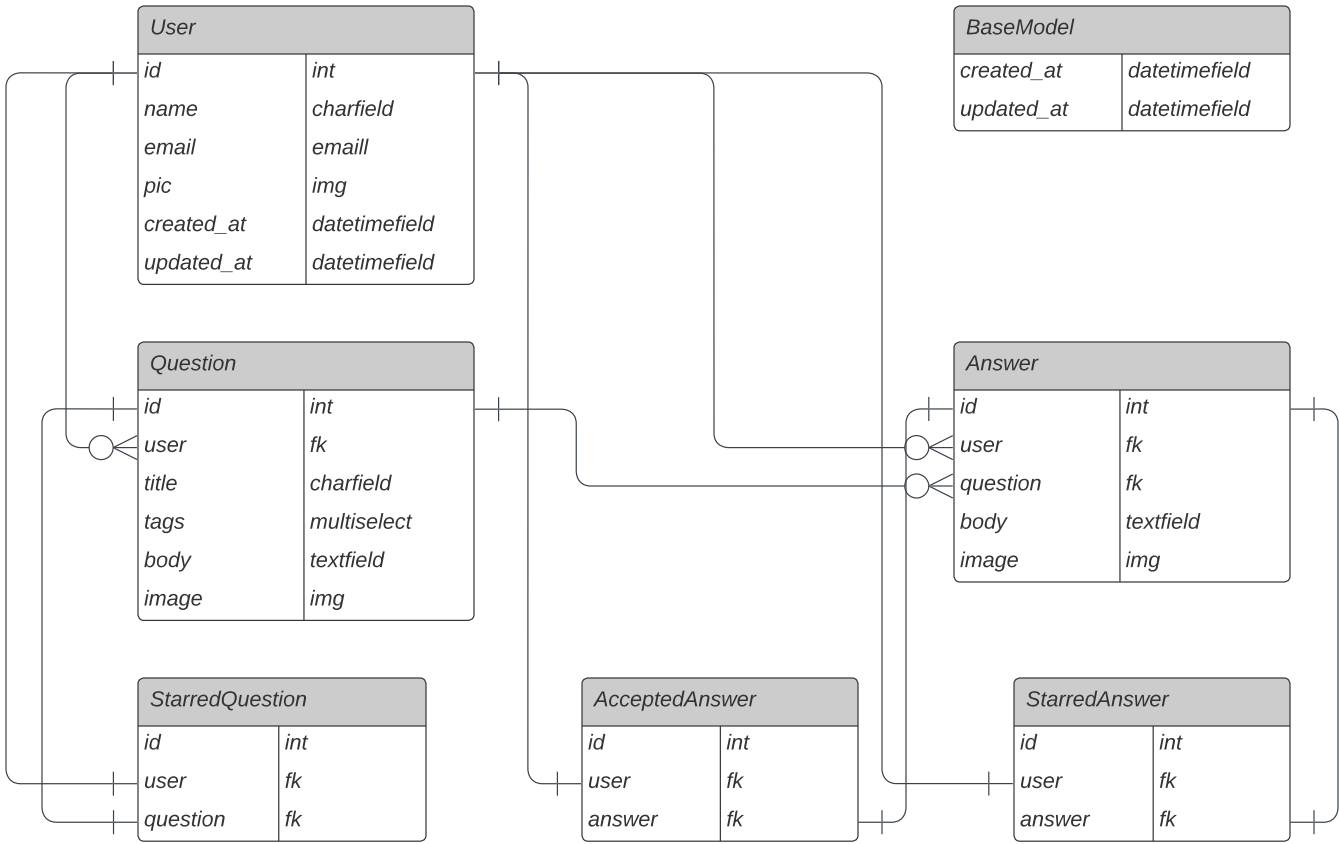 User
id int
name charfield
email emaill
pic img
created_at datetimefield
updated_at datetimefield
BaseModel
created_at datetimefield
updated_at datetimefield
Question
id int
user fk
title charfield
tags multiselect
body textfield
image img
Answer
id int
user fk
question fk
body textfield
image img
StarredQuestion
id int
user fk
question fk
AcceptedAnswer
id int
user fk
answer fk
StarredAnswer
id int
user fk
answer fk